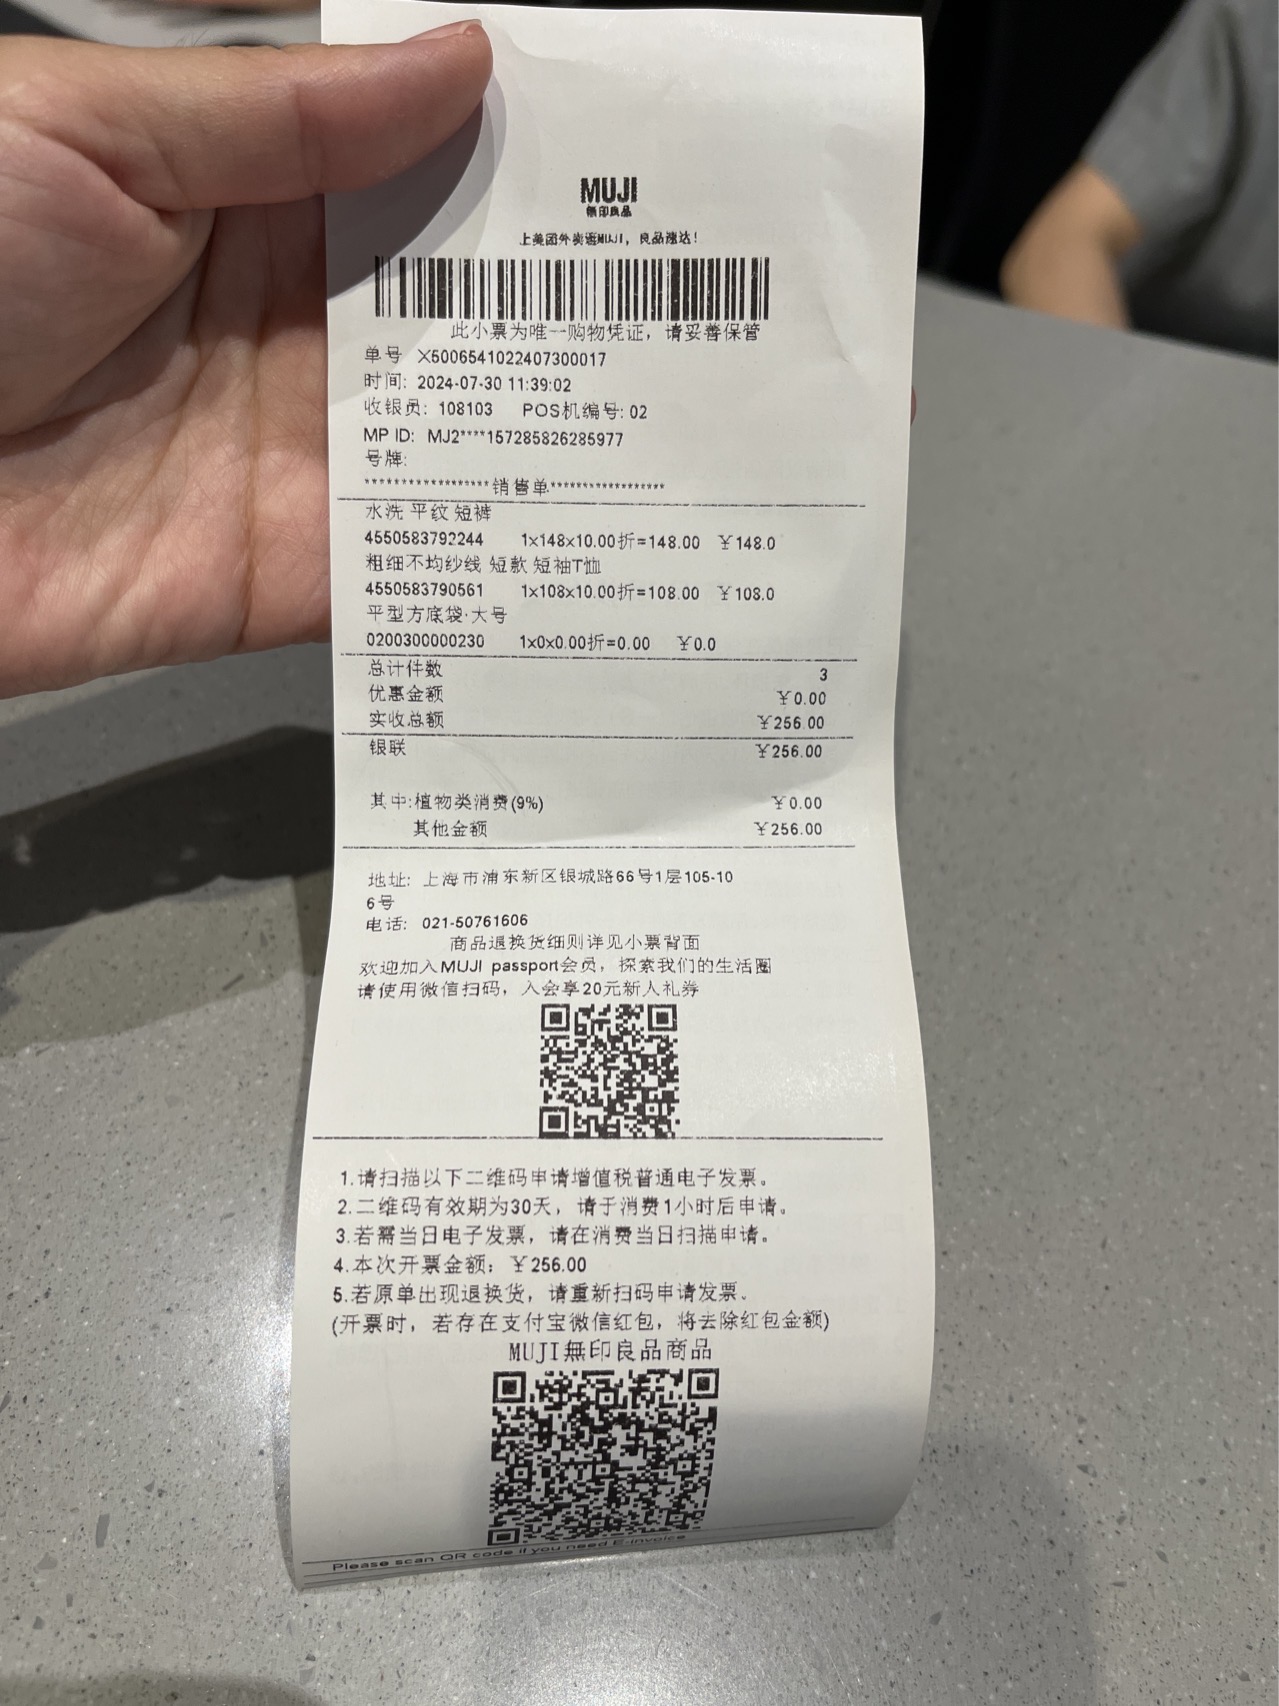 MUJI
無印良品
上美团外卖逛MUJI，良品速达！
此小票为唯一购物凭证，请妥善保管
单号 X5006541022407300017
时间: 2024-07-30 11:39:02
收银员: 108103 POS机编号: 02
MP ID: MJ2****157285826285977
号牌:
******************销售单*****************
水洗 平纹 短裤
4550583792244 1x148x10.00折=148.00 ￥148.0
粗细不均纱线 短款 短袖T恤
4550583790561 1x108x10.00折=108.00 ￥108.0
平型方底袋·大号
0200300000230 1x0x0.00折=0.00 ￥0.0
总计件数 3
优惠金额 ￥0.00
实收总额 ￥256.00
银联 ￥256.00
其中:植物类消费(9%) ￥0.00
其他金额 ￥256.00
地址: 上海市浦东新区银城路66号1层105-10
6号
电话: 021-50761606
商品退换货细则详见小票背面
欢迎加入MUJI passport会员，探索我们的生活圈
请使用微信扫码，入会享20元新人礼券
1.请扫描以下二维码申请增值税普通电子发票。
2.二维码有效期为30天，请于消费1小时后申请。
3.若需当日电子发票，请在消费当日扫描申请。
4.本次开票金额：￥256.00
5.若原单出现退换货，请重新扫码申请发票。
(开票时，若存在支付宝微信红包，将去除红包金额)
MUJI無印良品商品
Please scan QR code if you need E-invoice